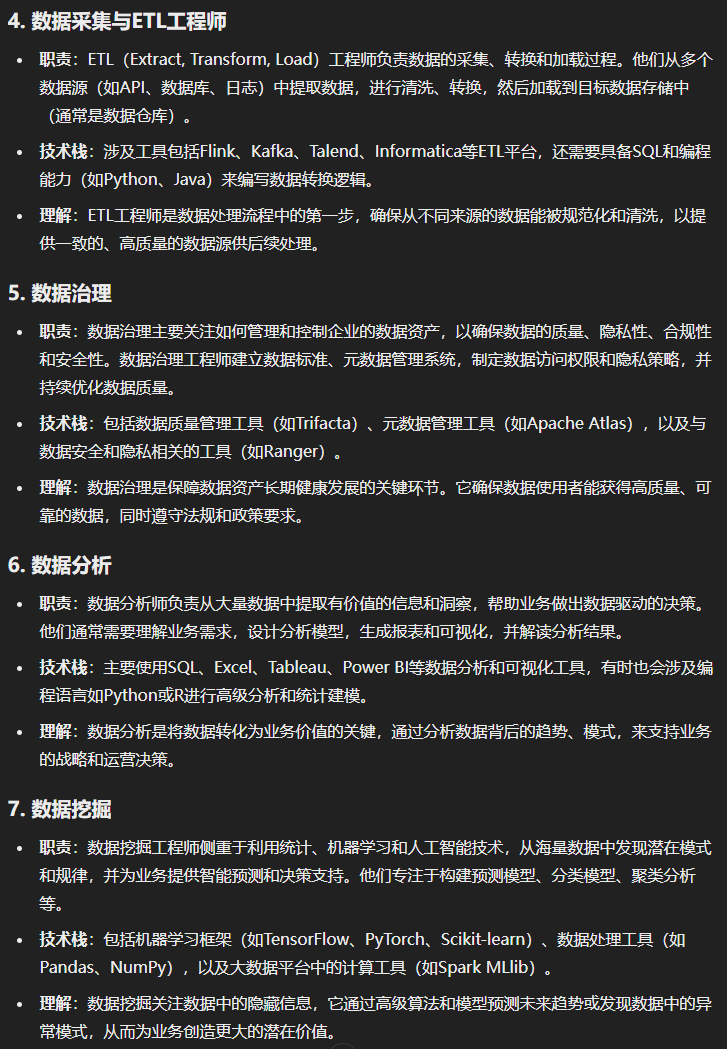 4. 数据采集与ETL工程师
• 职责：ETL（Extract, Transform, Load）工程师负责数据的采集、转换和加载过程。他们从多个
数据源（如API、数据库、日志）中提取数据，进行清洗、转换，然后加载到目标数据存储中
（通常是数据仓库）。
• 技术栈：涉及工具包括Flink、Kafka、Talend、Informatica等ETL平台，还需要具备SQL和编程
能力（如Python、Java）来编写数据转换逻辑。
• 理解：ETL工程师是数据处理流程中的第一步，确保从不同来源的数据能被规范化和清洗，以提
供一致的、高质量的数据源供后续处理。
5. 数据治理
• 职责：数据治理主要关注如何管理和控制企业的数据资产，以确保数据的质量、隐私性、合规性
和安全性。数据治理工程师建立数据标准、元数据管理系统，制定数据访问权限和隐私策略，并
持续优化数据质量。
• 技术栈：包括数据质量管理工具（如Trifacta）、元数据管理工具（如Apache Atlas），以及与
数据安全和隐私相关的工具（如Ranger）。
• 理解：数据治理是保障数据资产长期健康发展的关键环节。它确保数据使用者能获得高质量、可
靠的数据，同时遵守法规和政策要求。
6. 数据分析
• 职责：数据分析师负责从大量数据中提取有价值的信息和洞察，帮助业务做出数据驱动的决策。
他们通常需要理解业务需求，设计分析模型，生成报表和可视化，并解读分析结果。
• 技术栈：主要使用SQL、Excel、Tableau、Power BI等数据分析和可视化工具，有时也会涉及编
程语言如Python或R进行高级分析和统计建模。
• 理解：数据分析是将数据转化为业务价值的关键，通过分析数据背后的趋势、模式，来支持业务
的战略和运营决策。
7. 数据挖掘
• 职责：数据挖掘工程师侧重于利用统计、机器学习和人工智能技术，从海量数据中发现潜在模式
和规律，并为业务提供智能预测和决策支持。他们专注于构建预测模型、分类模型、聚类分析
等。
• 技术栈：包括机器学习框架（如TensorFlow、PyTorch、Scikit-learn）、数据处理工具（如
Pandas、NumPy），以及大数据平台中的计算工具（如Spark MLlib）。
• 理解：数据挖掘关注数据中的隐藏信息，它通过高级算法和模型预测未来趋势或发现数据中的异
常模式，从而为业务创造更大的潜在价值。